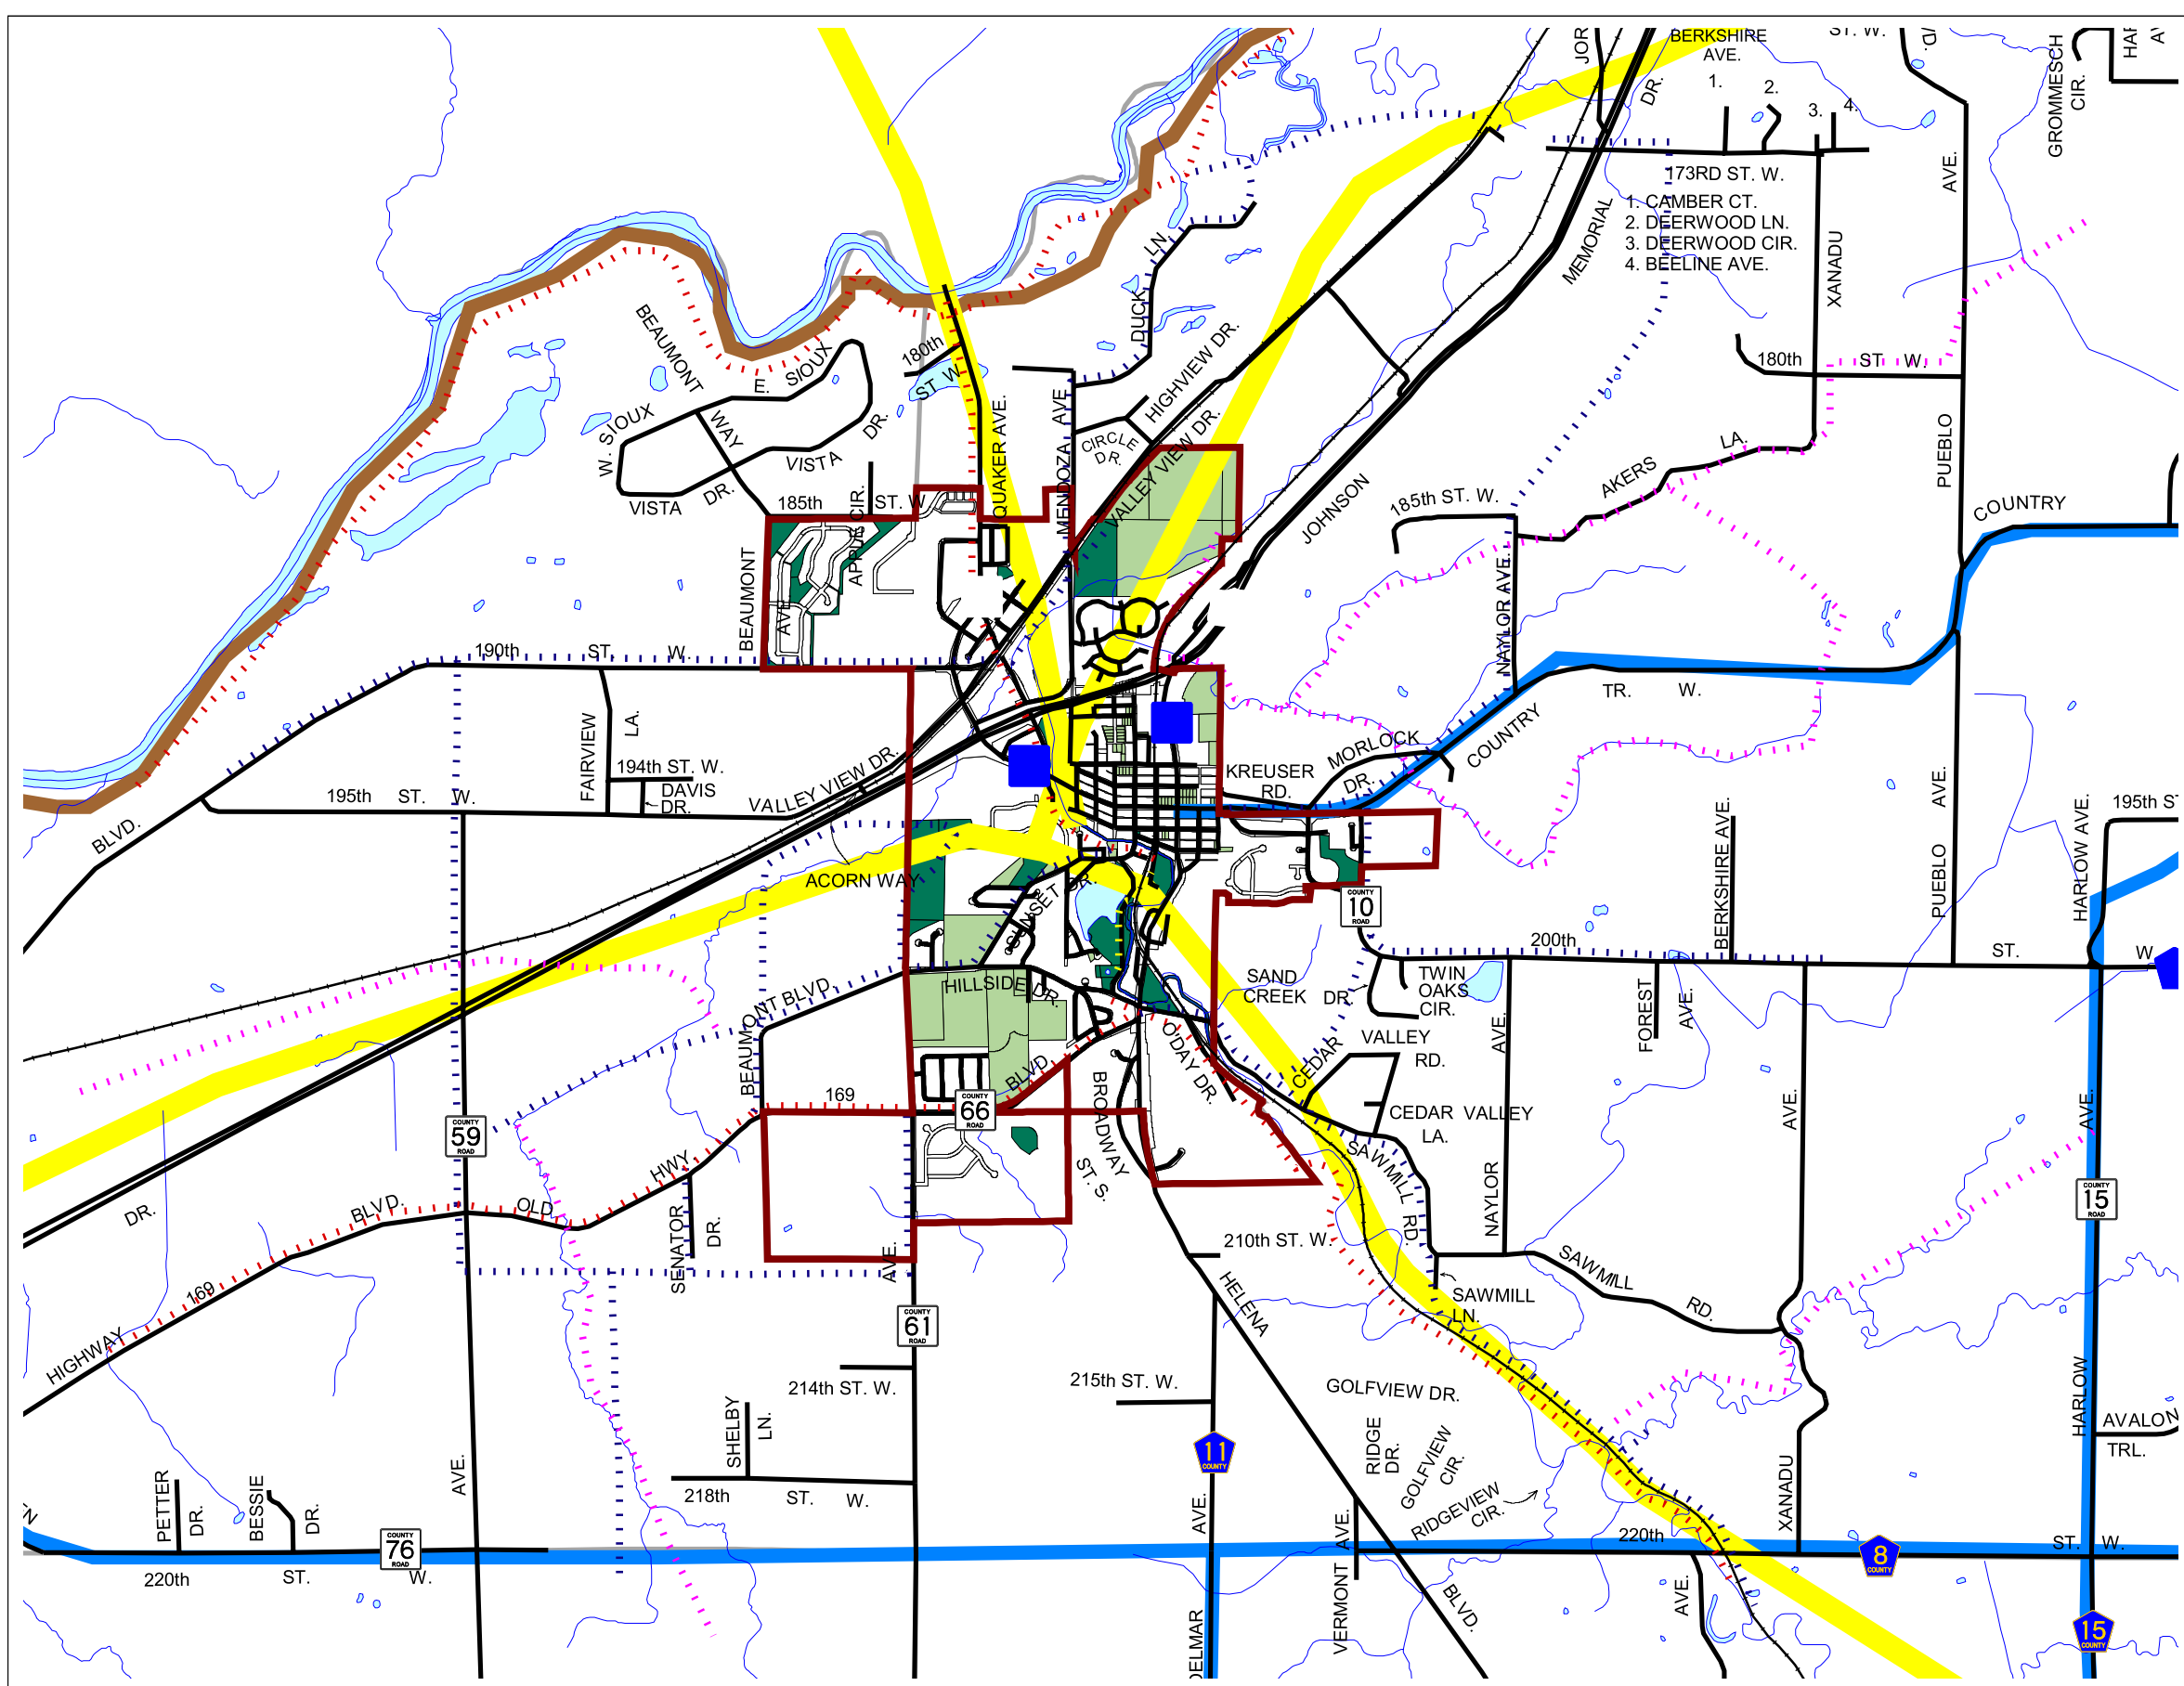 BERKSHIRE
AVE.
1.
2.
3.
4.
JOR
DR.
ST. W.
GROMMESCH
CIR.
AVE.
173RD ST. W.
1. CAMBER CT.
2. DEERWOOD LN.
3. DEERWOOD CIR.
4. BEELINE AVE.
MEMORIAL
XANADU
DUCK
LN.
HIGHVIEW DR.
BEAUMONT
WAY
E.
SIOUX
W. SIOUX
VISTA
DR.
VISTA
DR.
180th
ST. W.
QUAKER AVE.
MENDOZA AVE
CIRCLE
DR.
VALLEY VIEW DR.
JOHNSON
180th
ST W.
LA.
AKERS
185th ST. W.
NAYLOR AVE.
PUEBLO
COUNTRY
185th
ST. W
APPLE CIR.
BEAUMONT
AVE
190th
ST.
W.
FAIRVIEW
LA.
194th ST. W.
DAVIS
DR.
VALLEY VIEW DR.
195th
ST.
W.
BLVD.
TR.
W.
COUNTRY
MORLOCK
DR.
KREUSER
RD.
AVE.
PUEBLO
BERKSHIRE AVE.
HARLOW AVE.
195th ST
ACORN WAY
SUNSET DR.
COUNTY
10
ROAD
200th
ST.
W
SAND
CREEK
DR.
TWIN
OAKS
CIR.
AVE.
FOREST
AVE.
HILLSIDE DR.
BEAUMONT BLVD.
O'DAY DR.
CEDAR
VALLEY
RD.
CEDAR VALLEY
LA.
169
COUNTY
66
ROAD
BLVD
BROADWAY
ST. S.
COUNTY
59
ROAD
AVE.
AVE.
SAWMILL RD.
NAYLOR
COUNTY
15
ROAD
HWY
OLD
BLVD.
DR.
169
HIGHWAY
SENATOR
DR.
AVE.
210th ST. W.
HELENA
SAWMILL
RD.
SAWMILL
LN.
COUNTY
61
ROAD
214th ST. W.
215th ST. W.
GOLFVIEW DR.
RIDGE
DR.
GOLFVIEW
CIR.
RIDGEVIEW
CIR.
HARLOW
AVALON
TRL.
SHELBY
LN.
11
COUNTY
218th
ST.
W.
AVE.
PETTER
DR.
BESSIE
DR.
AVE.
XANADU
COUNTY
76
ROAD
220th
ST.
W.
VERMONT AVE.
220th
8
COUNTY
ST.
W.
BLVD.
AVE.
DELMAR
15
COUNTY